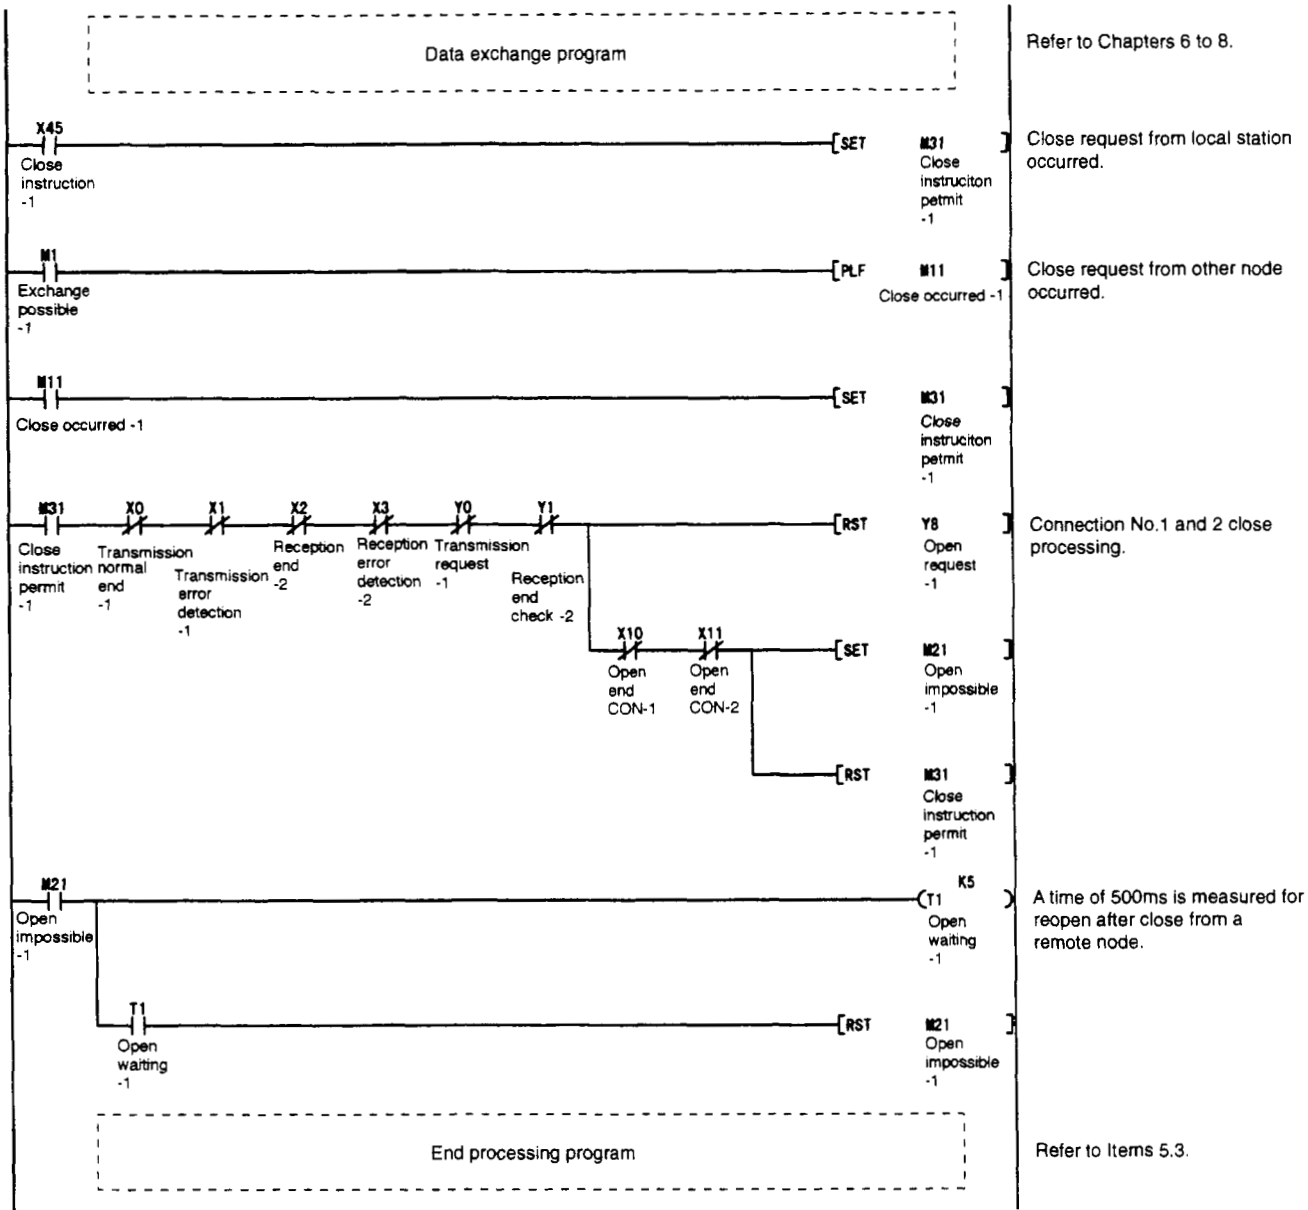 Data exchange program
Refer to Chapters 6 to 8.
X45
Close
instruction
-1
[SET M31 ]
Close
instruciton
petmit
-1
Close request from local station
occurred.
M1
Exchange
possible
-1
[PLF M11 ]
Close occurred -1
Close request from other node
occurred.
M11
Close occurred -1
[SET M31 ]
Close
instruciton
petmit
-1
M31
Close
instruction
permit
-1
X0
Transmission
normal
end
-1
X1
Transmission
error
detection
-1
X2
Reception
end
-2
X3
Reception
error
detection
-2
Y0
Transmission
request
-1
Y1
Reception
end
check -2
[RST Y8 ]
Open
request
-1
Connection No.1 and 2 close
processing.
X10
Open
end
CON-1
X11
Open
end
CON-2
[SET M21 ]
Open
impossible
-1
[RST M31 ]
Close
instruction
permit
-1
M21
Open
impossible
-1
K5
(T1 )
Open
waiting
-1
A time of 500ms is measured for
reopen after close from a
remote node.
T1
Open
waiting
-1
[RST M21 ]
Open
impossible
-1
End processing program
Refer to Items 5.3.